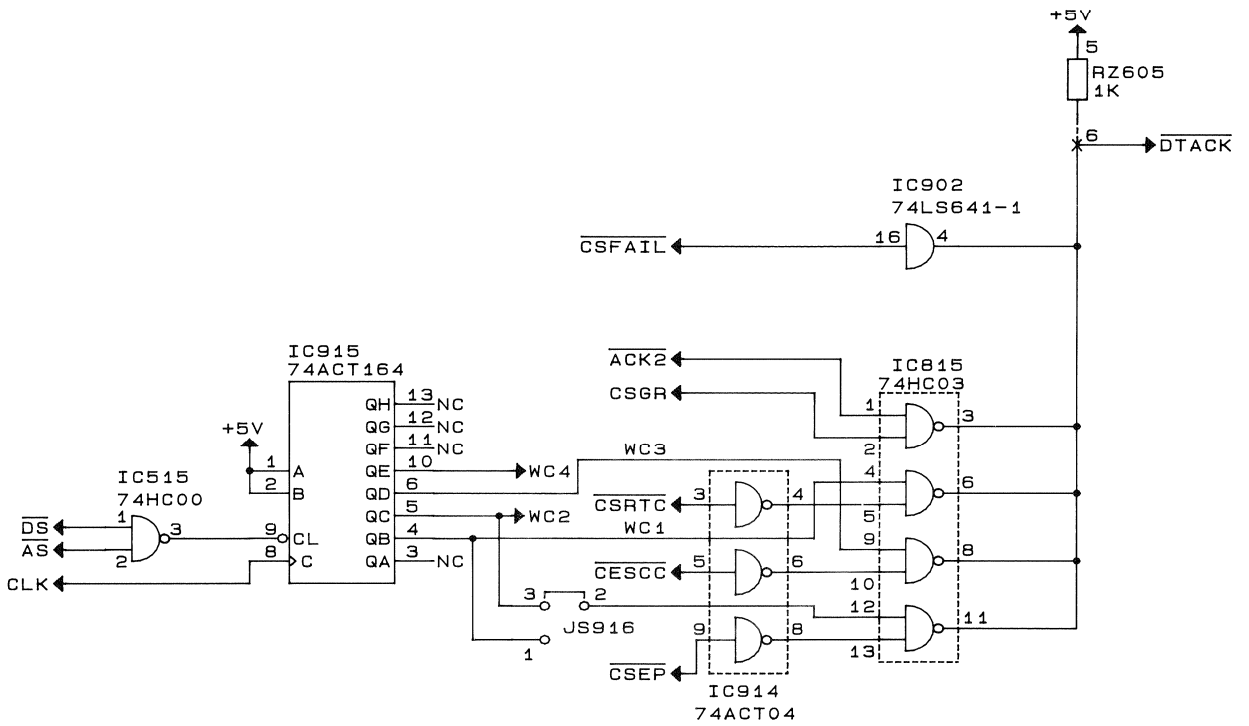 +5V
5
RZ605
1K
6
DTACK
IC902
74LS641-1
CSFAIL
16
4
IC915
74ACT164
ACK2
IC815
74HC03
CSGR
1
3
2
QH 13 NC
QG 12 NC
QF 11 NC
QE 10 WC4
QD 6
QC 5 WC2
QB 4
QA 3 NC
+5V
1 A
2 B
9 CL
8 C
IC515
74HC00
DS
AS
1
2
3
CLK
WC3
WC1
CSRTC
3
4
4
5
6
CESCC
5
6
9
10
8
3
2
JS916
1
12
13
11
CSEP
9
8
IC914
74ACT04